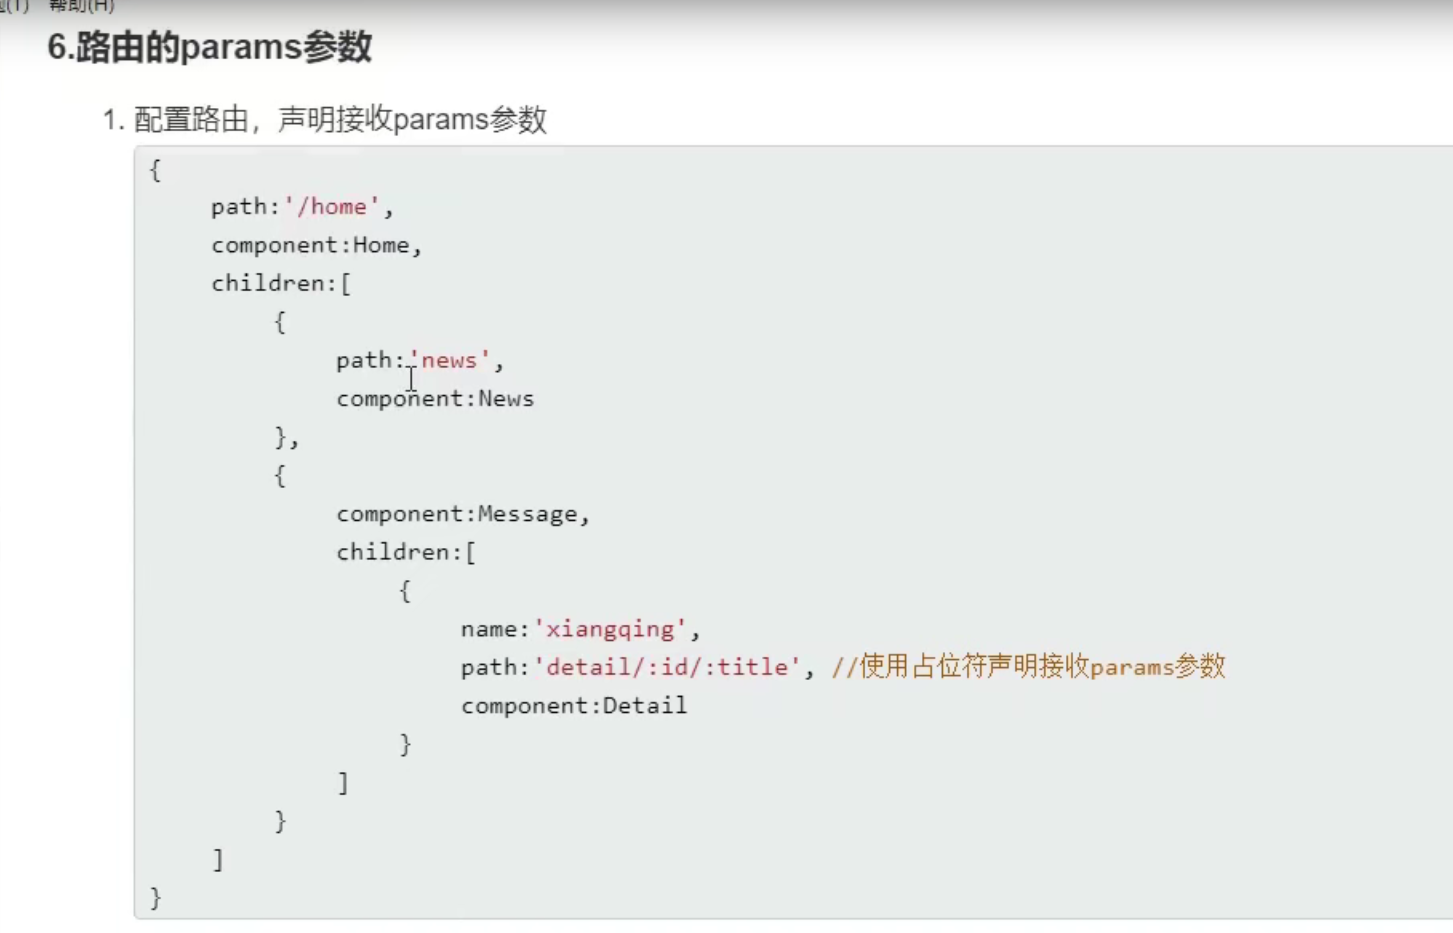 (T) 帮助(H)
6.路由的params参数
1. 配置路由，声明接收params参数
{
path:'/home',
component:Home,
children:[
{
path:'news',
component:News
},
{
component:Message,
children:[
{
name:'xiangqing',
path:'detail/:id/:title', //使用占位符声明接收params参数
component:Detail
}
]
}
]
}